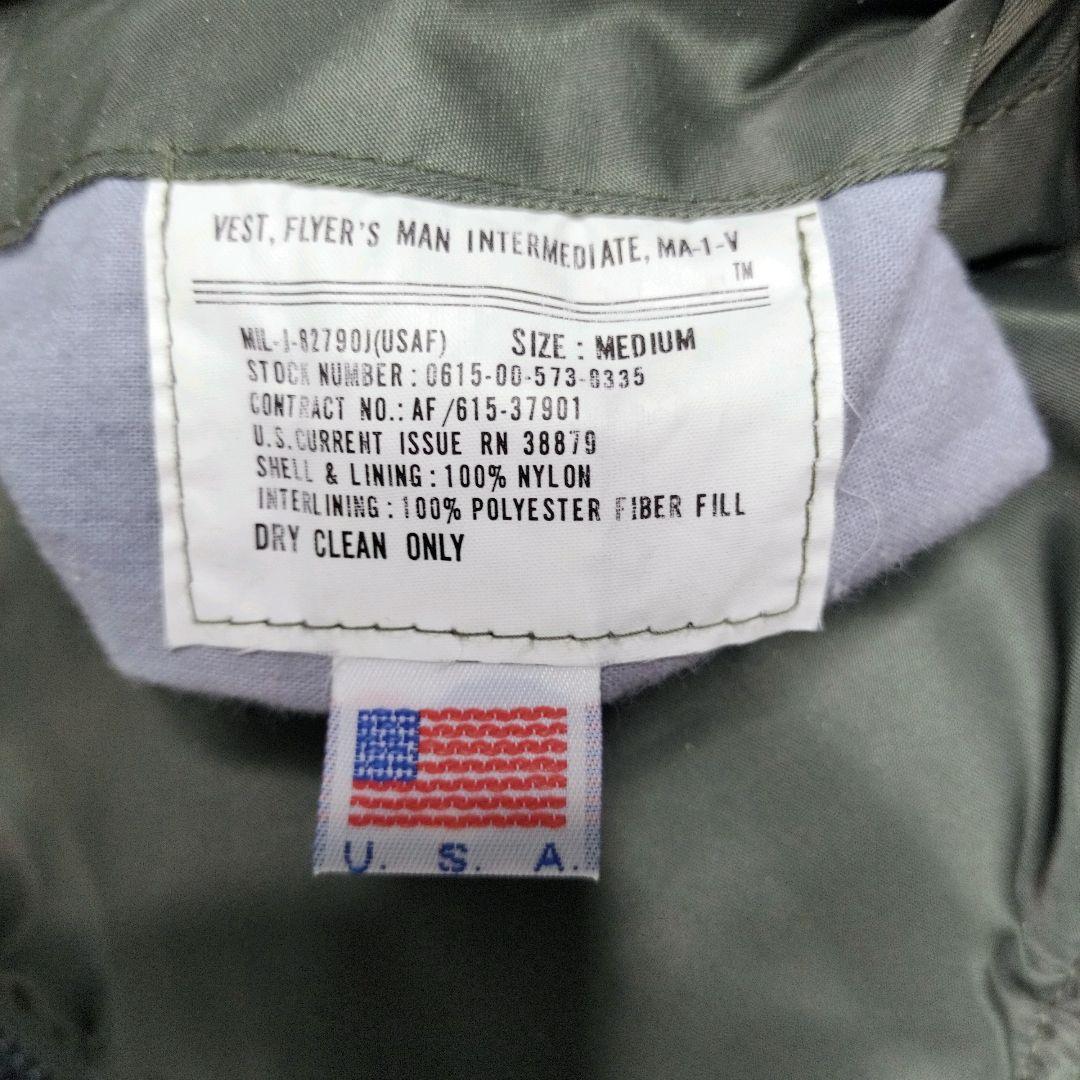 VEST, FLYER'S MAN INTERMEDIATE, MA-1-V
TM
MIL-J-82790J(USAF) SIZE : MEDIUM
STOCK NUMBER : 0615-00-573-8335
CONTRACT NO.: AF/615-37901
U.S.CURRENT ISSUE RN 38879
SHELL & LINING : 100% NYLON
INTERLINING : 100% POLYESTER FIBER FILL
DRY CLEAN ONLY
U. S. A.